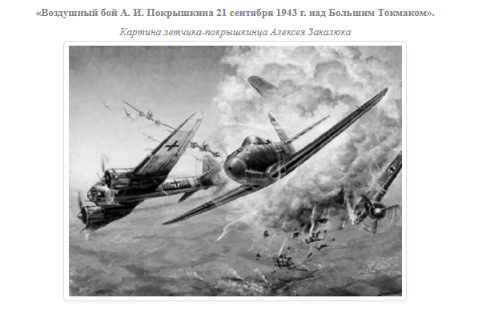 «Воздушный бой А. И. Покрышкина 21 сентября 1943 г. над Большим Токмаком».
Картина летчика-покрышкинца Алексея Закалюка